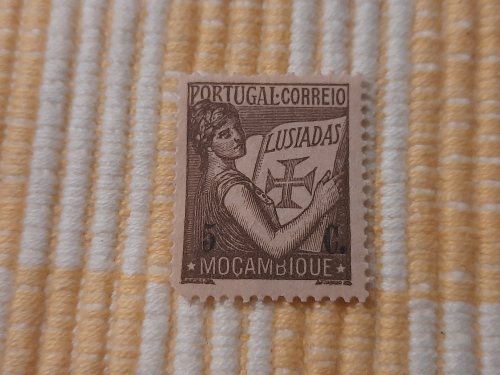 PORTUGAL·CORREIO
LUSIADAS
5 C.
★ MOÇAMBIQUE ★